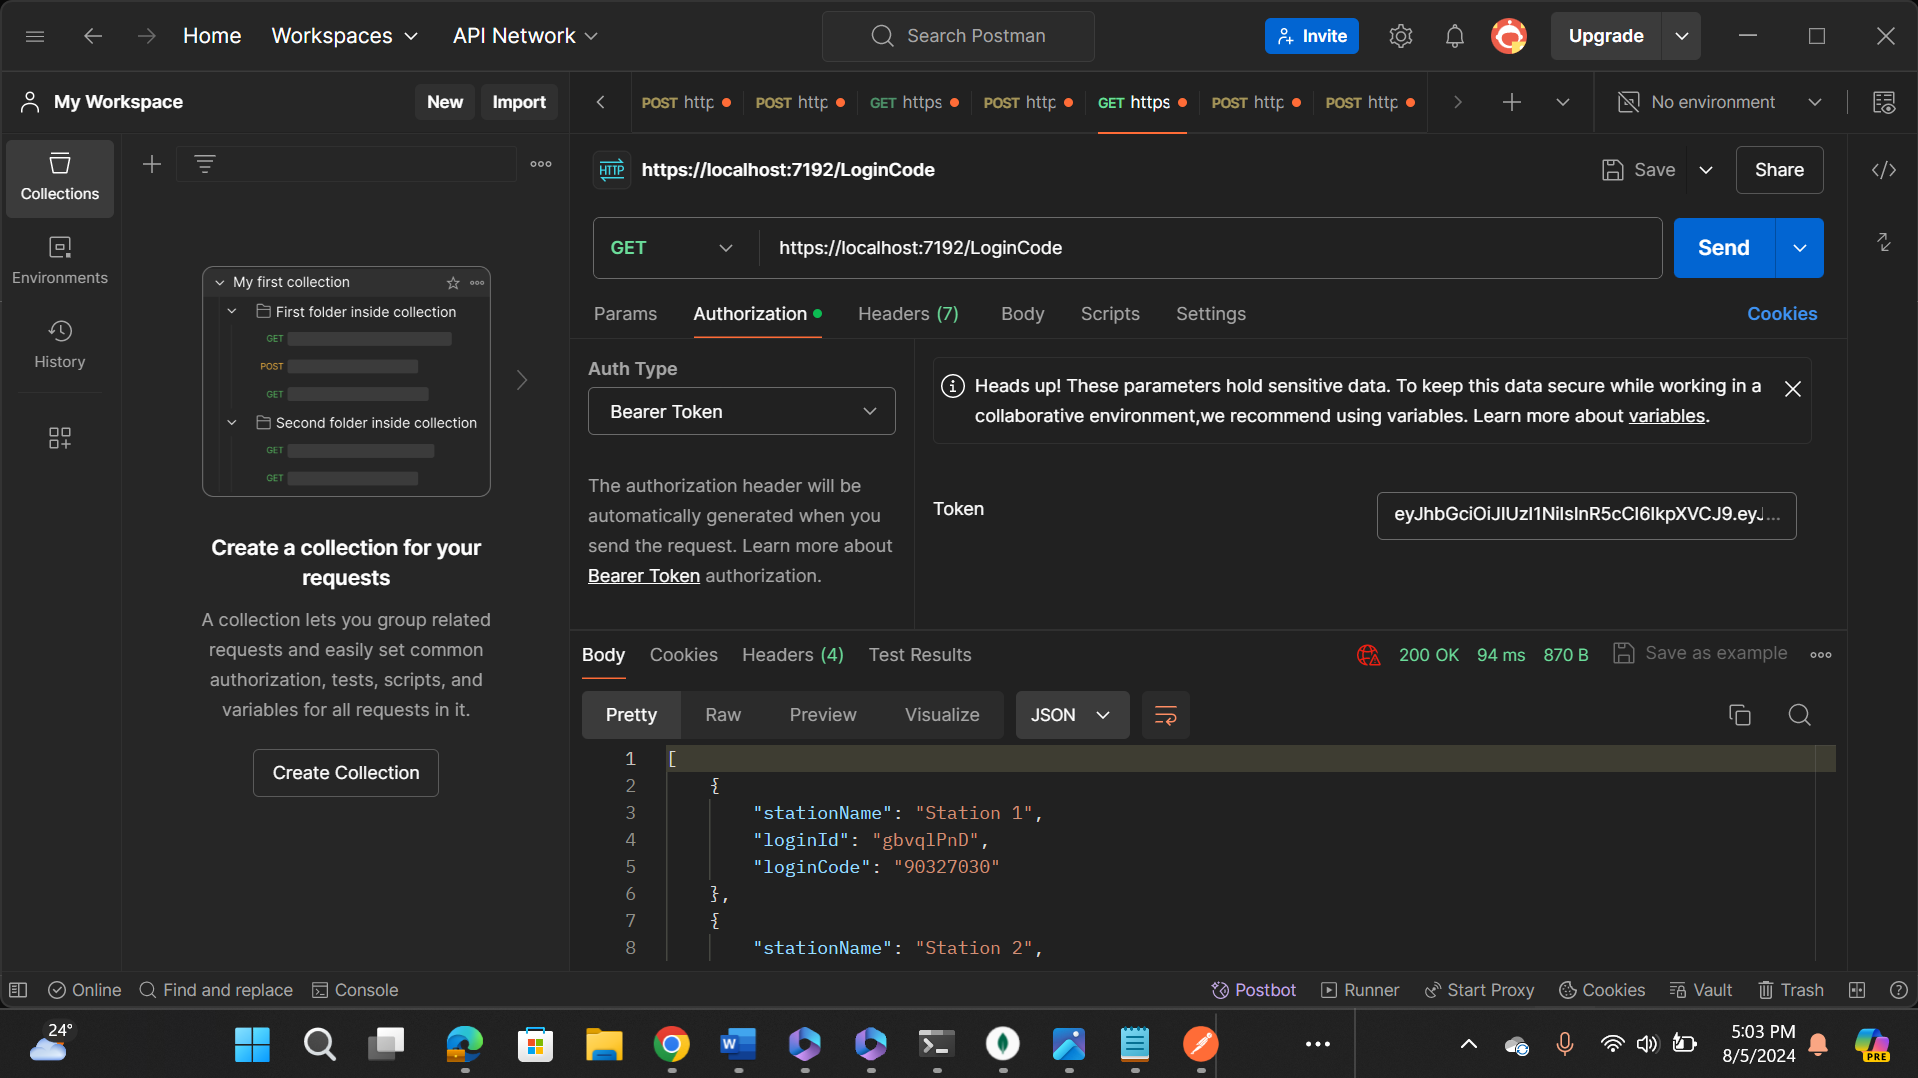 Home Workspaces API Network Search Postman Invite Upgrade
My Workspace New Import POST http POST http GET https POST http GET https POST http POST http No environment
Collections
Environments
History
My first collection
First folder inside collection
GET
POST
GET
Second folder inside collection
GET
GET
Create a collection for your
requests
A collection lets you group related
requests and easily set common
authorization, tests, scripts, and
variables for all requests in it.
Create Collection
HTTP https://localhost:7192/LoginCode Save Share
GET https://localhost:7192/LoginCode Send
Params Authorization Headers (7) Body Scripts Settings Cookies
Auth Type
Bearer Token
The authorization header will be
automatically generated when you
send the request. Learn more about
Bearer Token authorization.
Heads up! These parameters hold sensitive data. To keep this data secure while working in a
collaborative environment,we recommend using variables. Learn more about variables.
Token eyJhbGciOiJIUzI1NiIsInR5cCI6IkpXVCJ9.eyJ...
Body Cookies Headers (4) Test Results 200 OK 94 ms 870 B Save as example
Pretty Raw Preview Visualize JSON
1 [
2 {
3 "stationName": "Station 1",
4 "loginId": "gbvqlPnD",
5 "loginCode": "90327030"
6 },
7 {
8 "stationName": "Station 2",
Online Find and replace Console Postbot Runner Start Proxy Cookies Vault Trash
24°
5:03 PM
8/5/2024
PRE